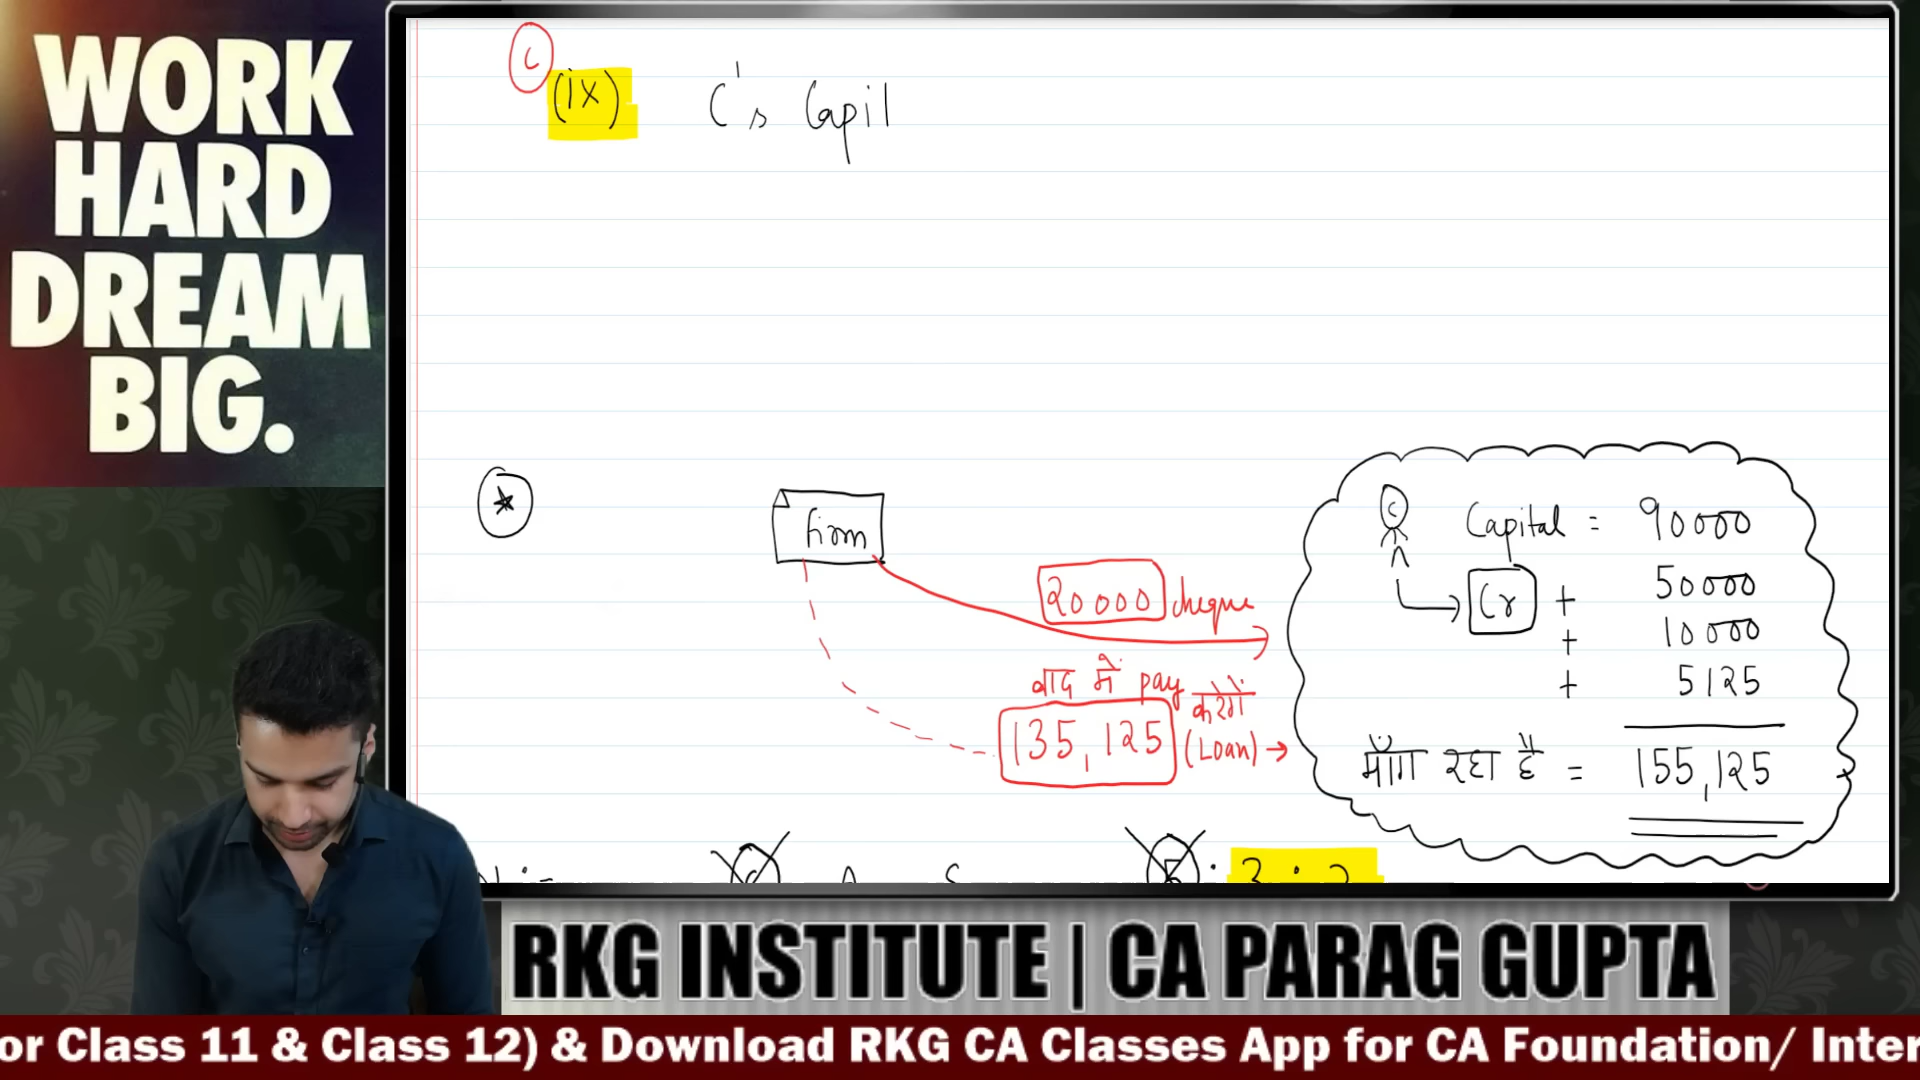 WORK
HARD
DREAM
BIG.
C
(ix) C's Capil
★
Firm
20000 cheque
बाद में pay करेंगे
135,125 (Loan) →
C
Capital = 90000
Cr + 50000
+ 10000
+ 5125
माँग रहा है = 155,125
3:2
RKG INSTITUTE | CA PARAG GUPTA
or Class 11 & Class 12) & Download RKG CA Classes App for CA Foundation/ Inter